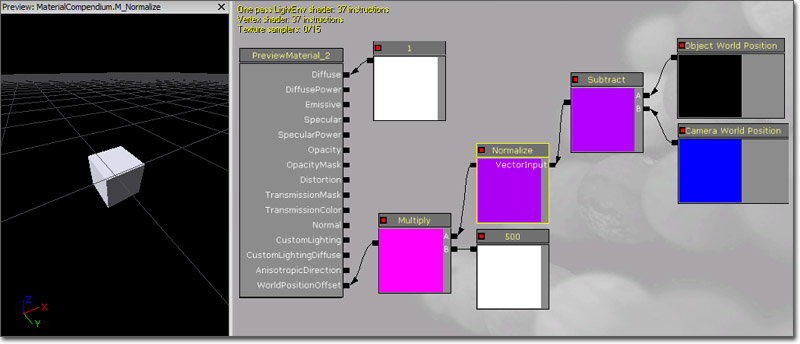 Preview: MaterialCompendium.M_Normalize
One pass LightEnv shader: 37 instructions
Vertex shader: 37 instructions
Texture samplers: 0/15
PreviewMaterial_2
Diffuse
DiffusePower
Emissive
Specular
SpecularPower
Opacity
OpacityMask
Distortion
TransmissionMask
TransmissionColor
Normal
CustomLighting
CustomLightingDiffuse
AnisotropicDirection
WorldPositionOffset
1
Multiply
A
B
Normalize
VectorInput
500
Subtract
A
B
Object World Position
Camera World Position
Z
X
Y